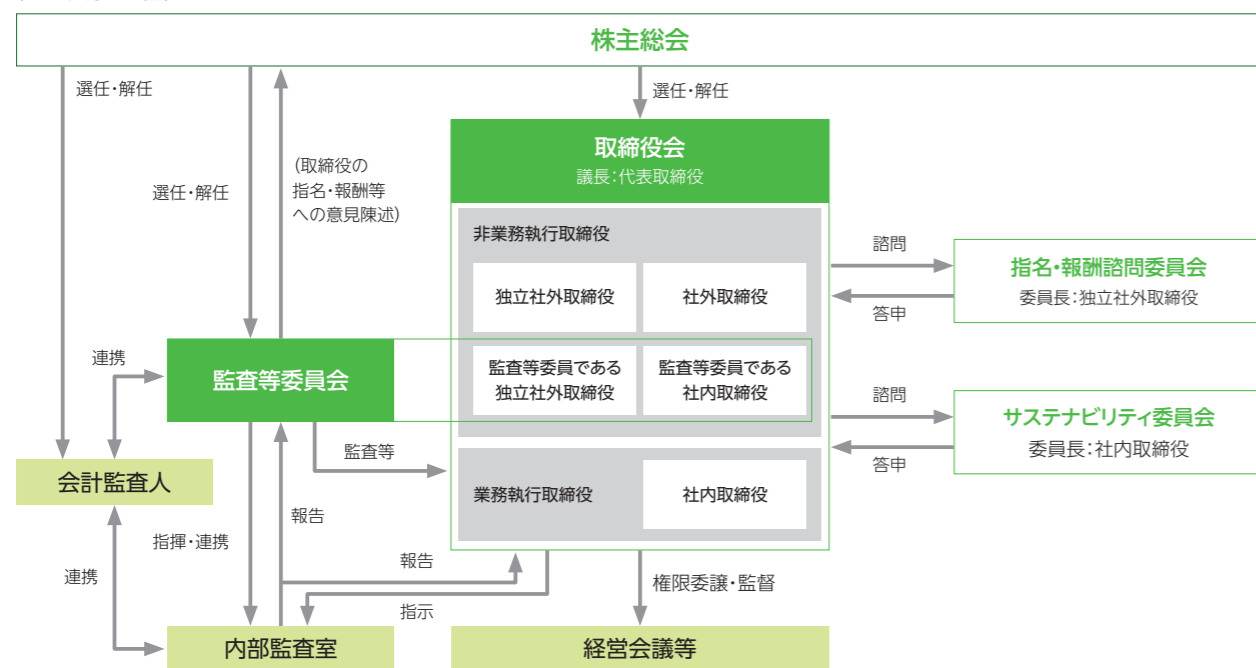 株主総会
選任・解任
選任・解任
選任・解任
(取締役の
指名・報酬等
への意見陳述)
取締役会
議長：代表取締役
非業務執行取締役
独立社外取締役
社外取締役
監査等委員である
独立社外取締役
監査等委員である
社内取締役
業務執行取締役
社内取締役
諮問
答申
指名・報酬諮問委員会
委員長：独立社外取締役
諮問
答申
サステナビリティ委員会
委員長：社内取締役
監査等委員会
連携
監査等
会計監査人
報告
指揮・連携
連携
報告
指示
権限委譲・監督
内部監査室
経営会議等